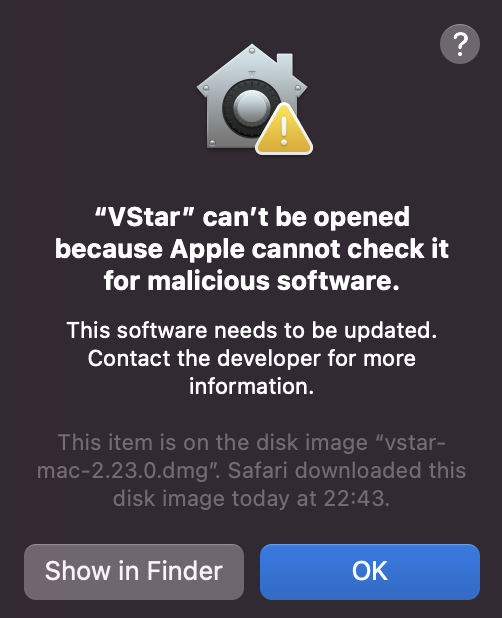 ?
“VStar” can’t be opened
because Apple cannot check it
for malicious software.
This software needs to be updated.
Contact the developer for more
information.
This item is on the disk image “vstar-
mac-2.23.0.dmg”. Safari downloaded this
disk image today at 22:43.
Show in Finder
OK